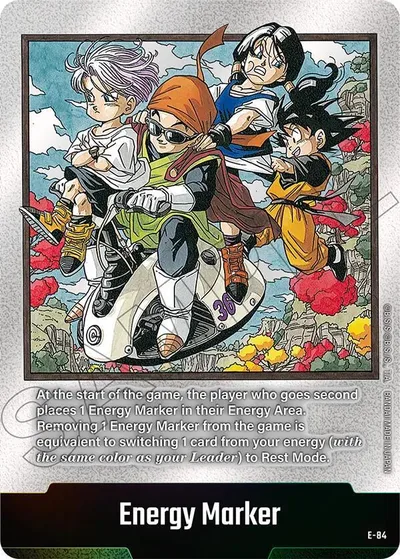 36
At the start of the game, the player who goes second
places 1 Energy Marker in their Energy Area.
Removing 1 Energy Marker from the game is
equivalent to switching 1 card from your energy (with
the same color as your Leader) to Rest Mode.
Energy Marker
E-84